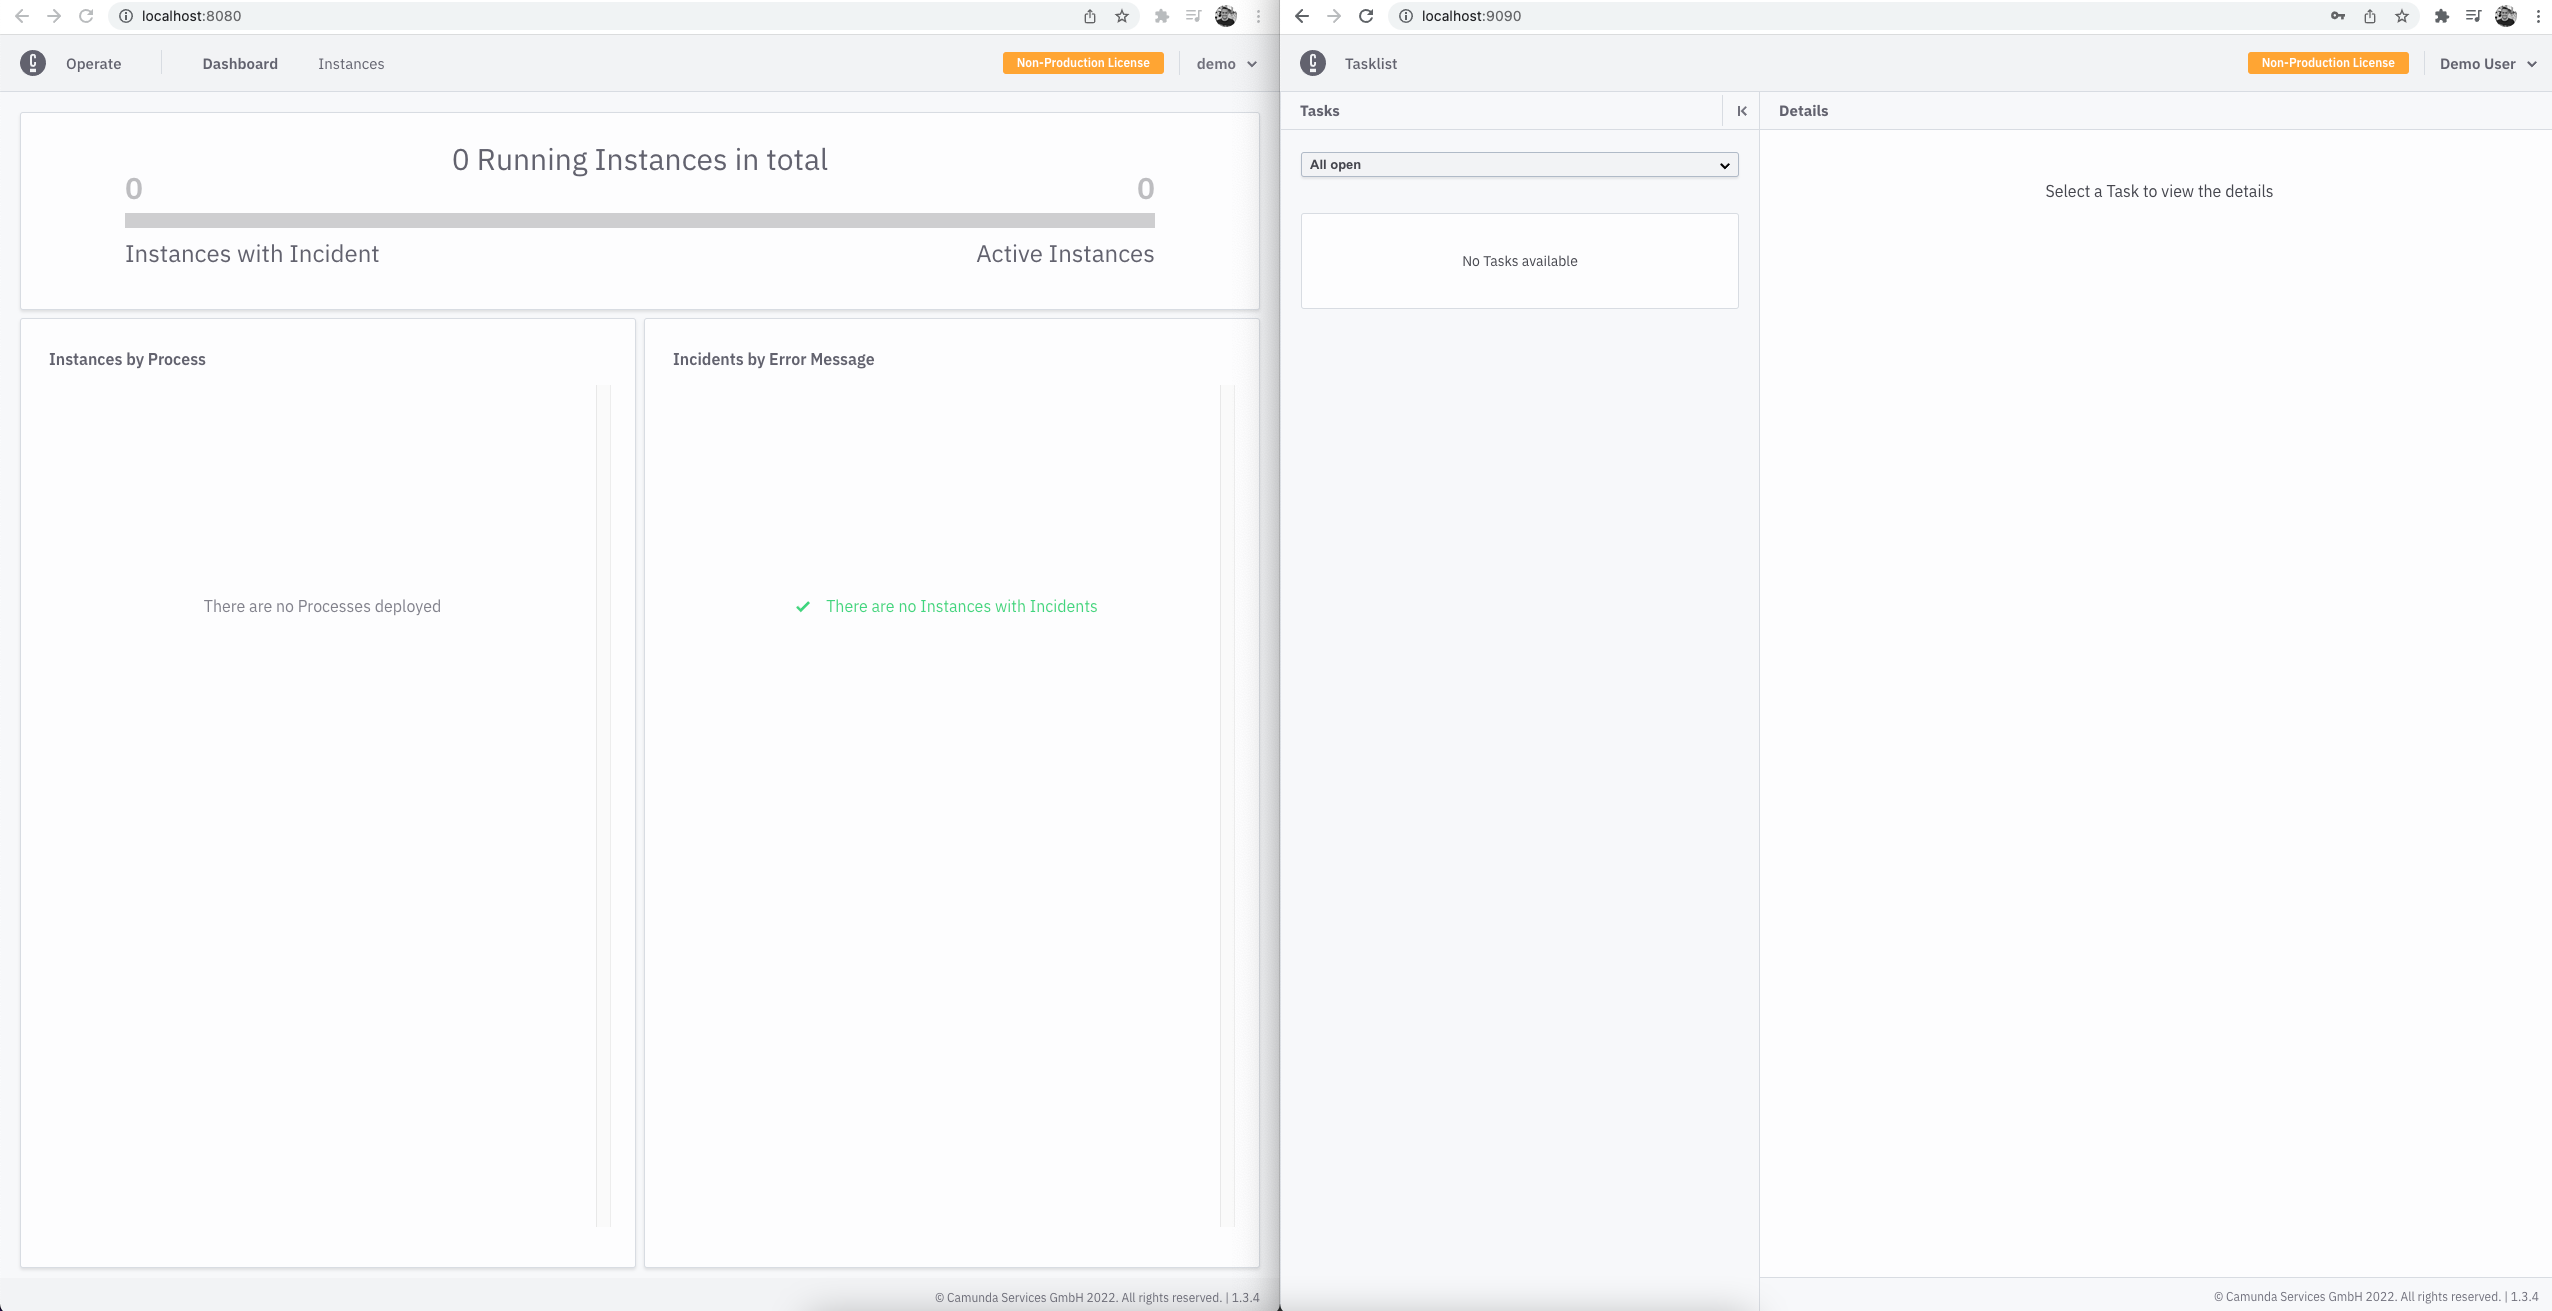 localhost:8080
Operate
Dashboard
Instances
Non-Production License
demo
0 Running Instances in total
0
0
Instances with Incident
Active Instances
Instances by Process
There are no Processes deployed
Incidents by Error Message
There are no Instances with Incidents
© Camunda Services GmbH 2022. All rights reserved. | 1.3.4
localhost:9090
Tasklist
Non-Production License
Demo User
Tasks
All open
No Tasks available
Details
Select a Task to view the details
© Camunda Services GmbH 2022. All rights reserved. | 1.3.4